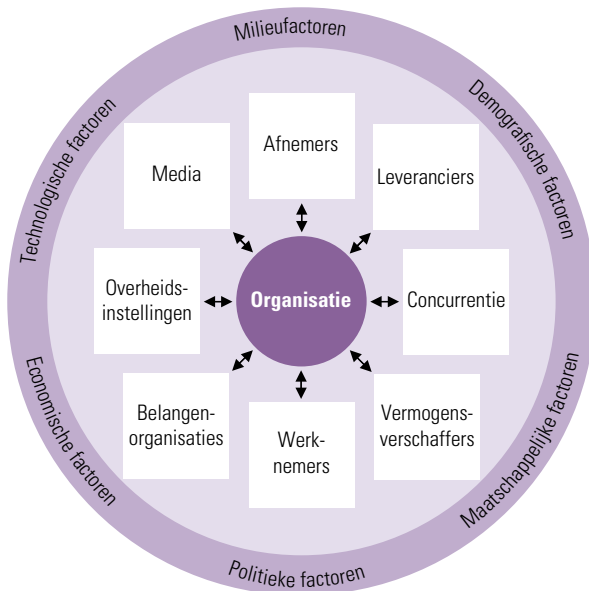 Milieufactoren
Demografische factoren
Technologische factoren
Afnemers
Media
Leveranciers
Overheids-
instellingen
Organisatie
Concurrentie
Belangen-
organisaties
Werk-
nemers
Vermogens-
verschaffers
Economische factoren
Maatschappelijke factoren
Politieke factoren